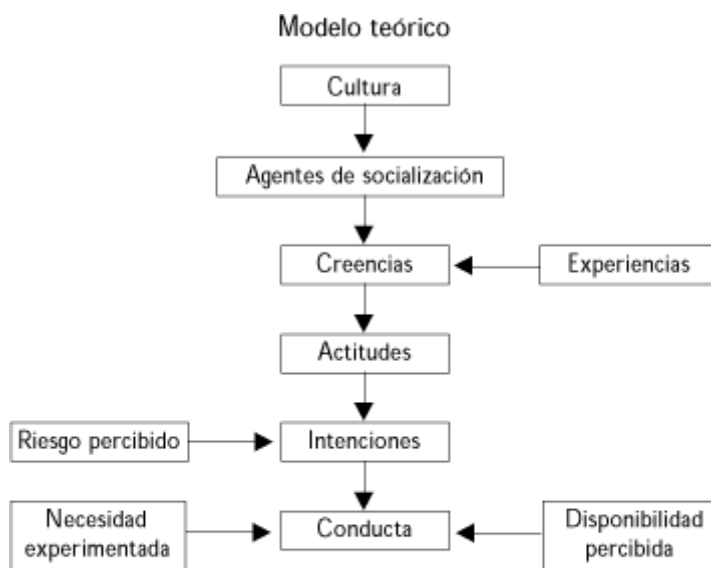 Modelo teórico
Cultura
Agentes de socialización
Creencias
Experiencias
Actitudes
Riesgo percibido
Intenciones
Necesidad
experimentada
Conducta
Disponibilidad
percibida